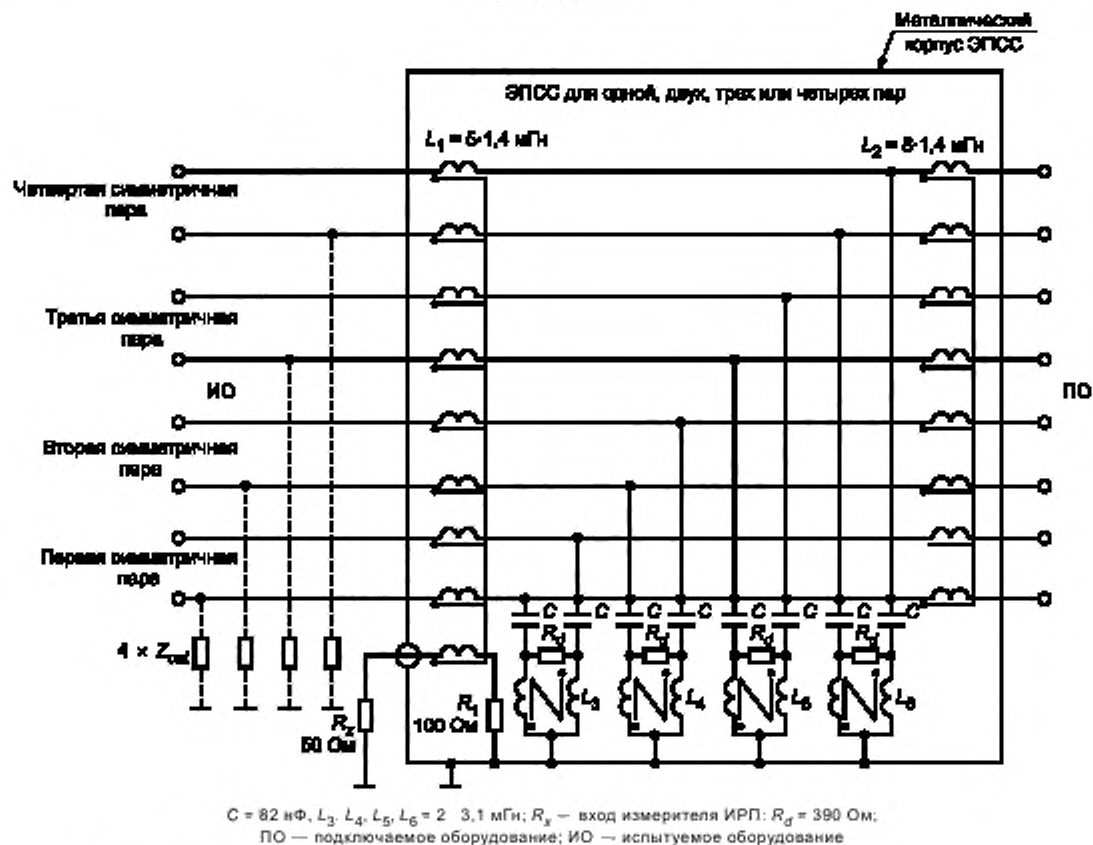 Металлический
корпус ЭПСС
ЭПСС для одной, двух, трех или четырех пар
L1 = 5·1,4 мГн
L2 = 8·1,4 мГн
Четвертая симметричная
пара
Третья симметричная
пара
ИО
ПО
Вторая симметричная
пара
Первая симметричная
пара
C C C C C C C C
Rd Rd Rd Rd
4 ×
L3 L4 L5 L6
Rx
50 Ом
R1
100 Ом
C = 82 нФ, L3, L4, L5, L6 = 2 3,1 мГн; Rx — вход измерителя ИРП: Rd = 390 Ом;
ПО — подключаемое оборудование; ИО — испытуемое оборудование